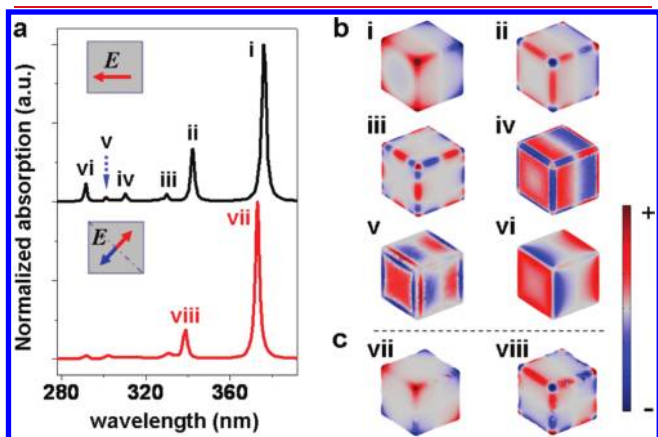 a
E
i
ii
iii
iv
v
vi
E
vii
viii
Normalized absorption (a.u.)
280 320 360
wavelength (nm)
b
i ii
iii iv
v vi
c
vii viii
+
-